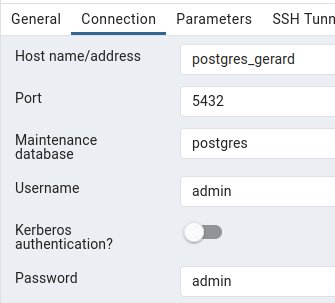 General Connection Parameters SSH Tunn
Host name/address postgres_gerard
Port 5432
Maintenance
database postgres
Username admin
Kerberos
authentication?
Password admin